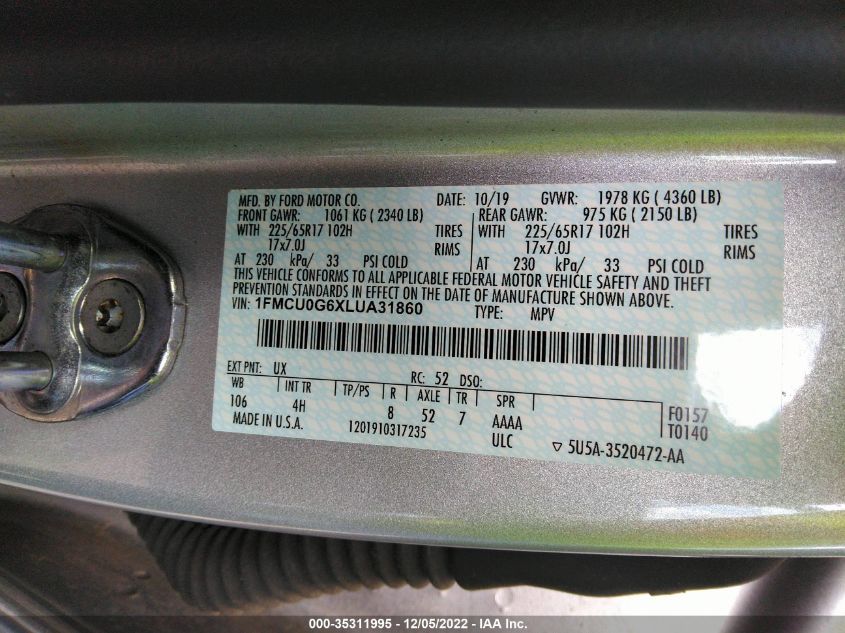 MFD. BY FORD MOTOR CO. DATE: 10/19 GVWR: 1978 KG ( 4360 LB)
FRONT GAWR: 1061 KG ( 2340 LB) REAR GAWR: 975 KG ( 2150 LB)
WITH 225/65R17 102H TIRES WITH 225/65R17 102H TIRES
17x7.0J RIMS 17x7.0J RIMS
AT 230 kPa/ 33 PSI COLD AT 230 kPa/ 33 PSI COLD
THIS VEHICLE CONFORMS TO ALL APPLICABLE FEDERAL MOTOR VEHICLE SAFETY AND THEFT
PREVENTION STANDARDS IN EFFECT ON THE DATE OF MANUFACTURE SHOWN ABOVE.
VIN: 1FMCU0G6XLUA31860 TYPE: MPV
EXT PNT: UX RC: 52 DSO:
WB INT TR TP/PS R AXLE TR SPR
106 4H 8 52 7 AAAA F0157
MADE IN U.S.A. 1201910317235 ULC T0140
▽ 5U5A-3520472-AA
000-35311995 - 12/05/2022 - IAA Inc.